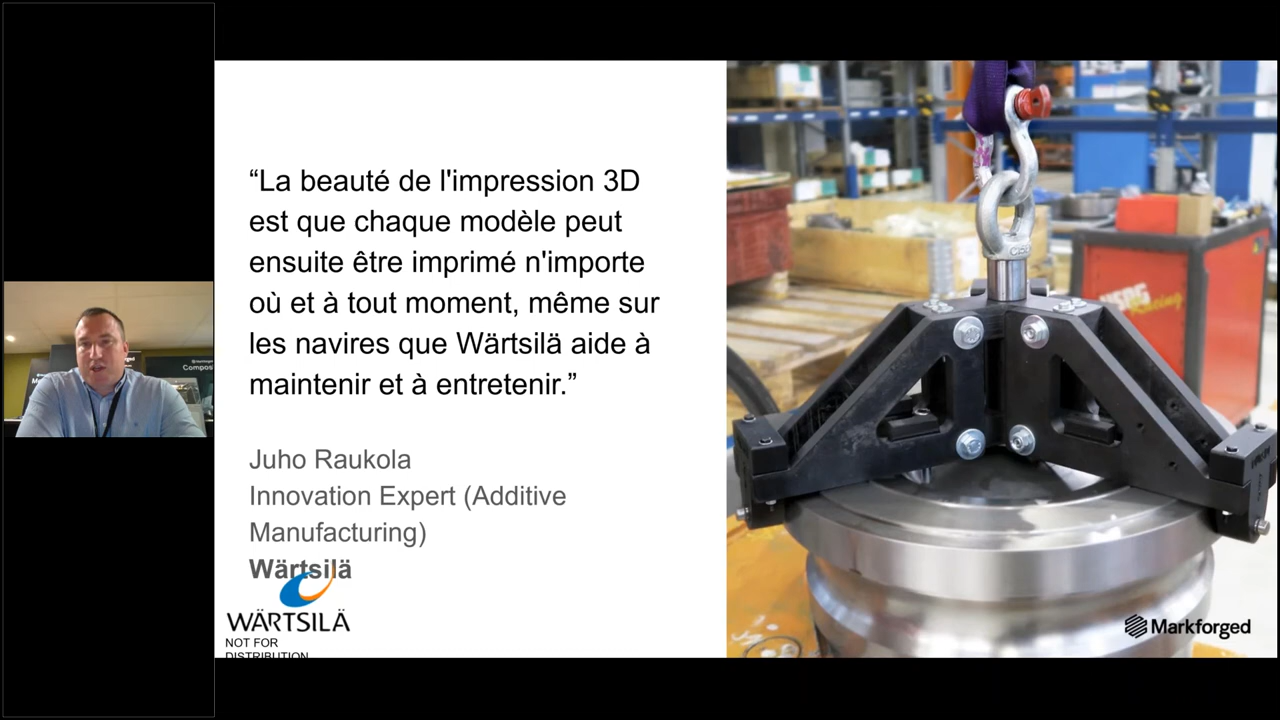 “La beauté de l'impression 3D
est que chaque modèle peut
ensuite être imprimé n'importe
où et à tout moment, même sur
les navires que Wärtsilä aide à
maintenir et à entretenir.”
Juho Raukola
Innovation Expert (Additive
Manufacturing)
Wärtsilä
WÄRTSILÄ
NOT FOR
DISTRIBUTION
Markforged